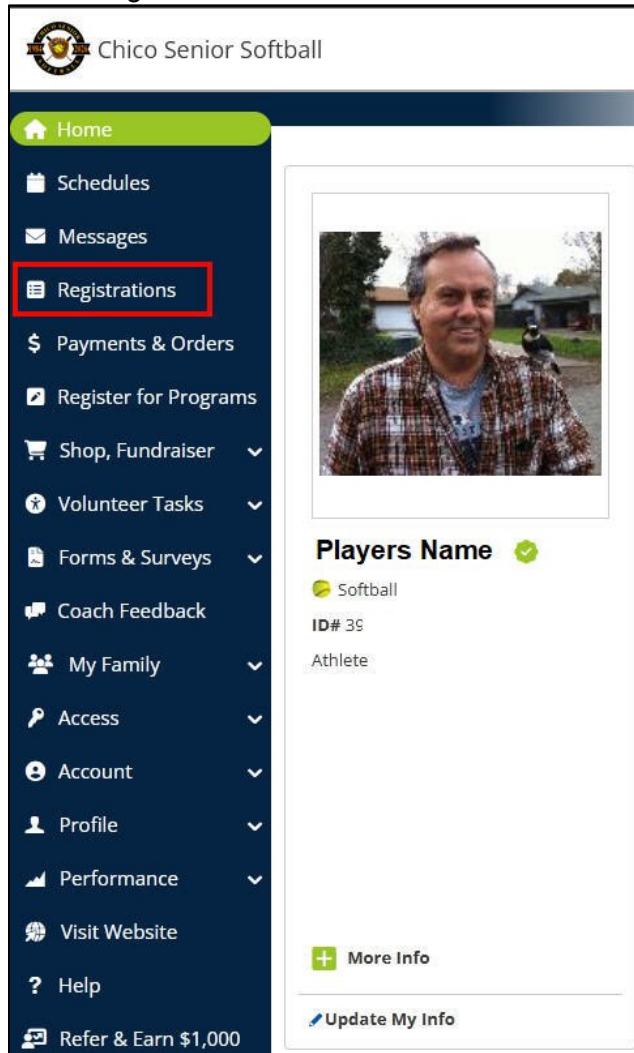 Chico Senior Softball
Home
Schedules
Messages
Registrations
Payments & Orders
Register for Programs
Shop, Fundraiser
Volunteer Tasks
Forms & Surveys
Coach Feedback
My Family
Access
Account
Profile
Performance
Visit Website
Help
Refer & Earn $1,000
Players Name
Softball
ID# 39
Athlete
More Info
Update My Info